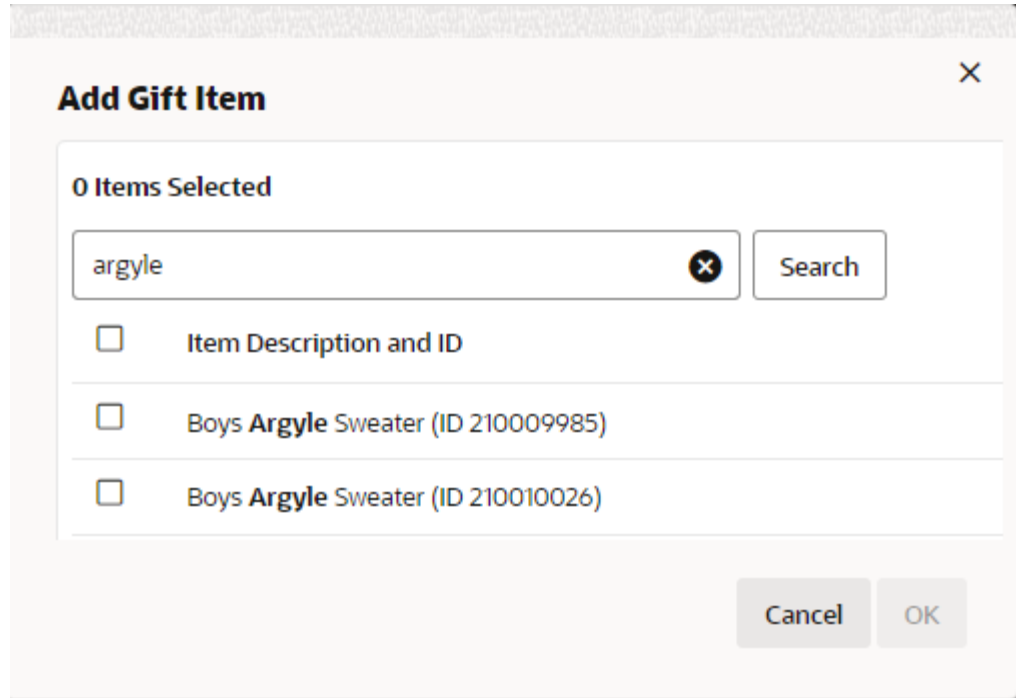 Add Gift Item
0 Items Selected
argyle
Search
Item Description and ID
Boys Argyle Sweater (ID 210009985)
Boys Argyle Sweater (ID 210010026)
Cancel
OK